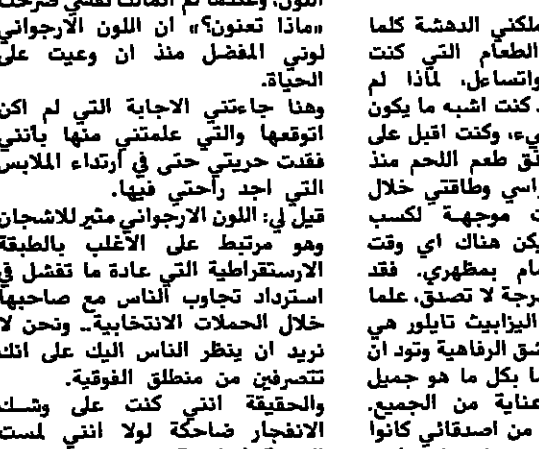 ملكني الدهشة كلما
الطعام التي كنت
واتساءل، لماذا لم
كنت اشبه ما يكون
يء، وكنت اقبل على
ق طعم اللحم منذ
راسي وطاقتي خلال
ت موجهة لكسب
يكن هناك اي وقت
ام بمظهري. فقد
رجة لا تصدق، علما
اليزابيث تايلور هي
شق الرفاهية وتود ان
ا بكل ما هو جميل
عناية من الجميع.
من اصدقائي كانوا
اللون، وعندها لم اتمالك نفسي فصرخت
«ماذا تعنون؟» ان اللون الارجواني
لوني المفضل منذ ان وعيت على
الحياة.
وهنا جاءتني الاجابة التي لم اكن
اتوقعها والتي علمتني منها بأنني
فقدت حريتي حتى في ارتداء الملابس
التي اجد راحتي فيها.
قيل لي: اللون الارجواني مثير للاشجان
وهو مرتبط على الاغلب بالطبقة
الارستقراطية التي عادة ما تفشل في
استرداد تجاوب الناس مع صاحبها
خلال الحملات الانتخابية.. ونحن لا
نريد ان ينظر الناس اليك على انك
تتصرفين من منطلق الفوقية.
والحقيقة انني كنت على وشك
الانفجار ضاحكة لولا انني لمست